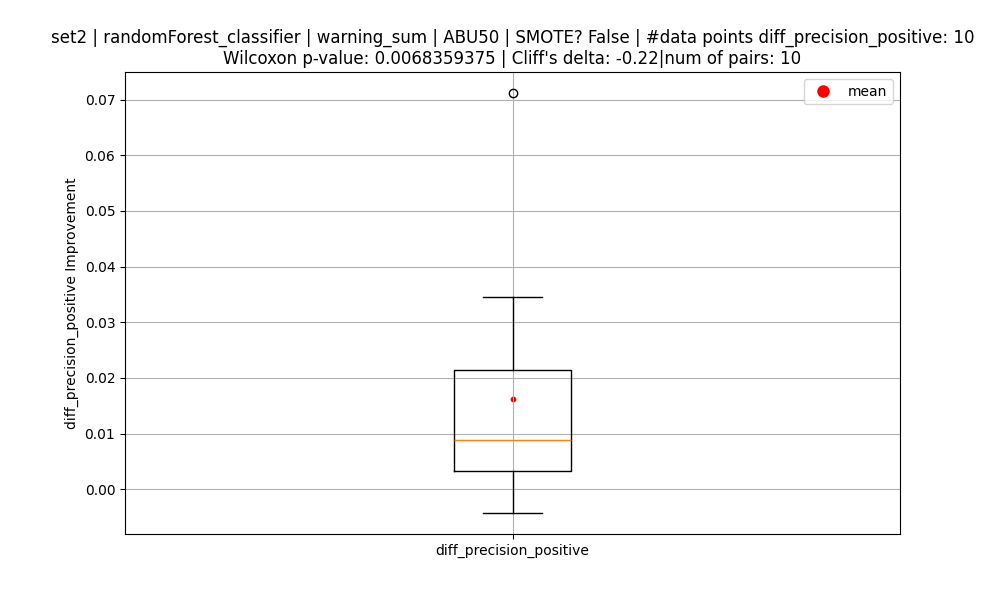 set2 | randomForest_classifier | warning_sum | ABU50 | SMOTE? False | #data points diff_precision_positive: 10
Wilcoxon p-value: 0.0068359375 | Cliff's delta: -0.22|num of pairs: 10
mean
0.07
0.06
0.05
0.04
0.03
0.02
0.01
0.00
diff_precision_positive Improvement
diff_precision_positive